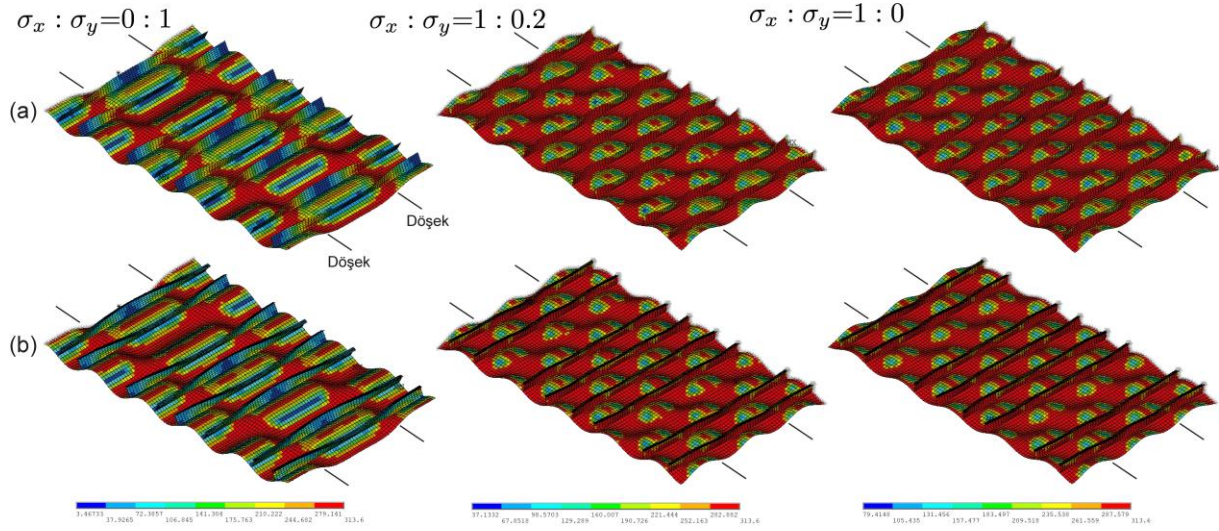 σx : σy=0 : 1
σx : σy=1 : 0.2
σx : σy=1 : 0
(a)
Döşek
Döşek
(b)
3.46733 72.3857 141.304 210.222 279.141
37.9265 106.845 175.763 244.682 313.6
37.1332 98.5703 160.007 221.444 282.882
67.8518 129.289 190.726 252.163 313.6
79.4148 131.456 183.497 235.538 287.579
105.435 157.477 209.518 261.559 313.6